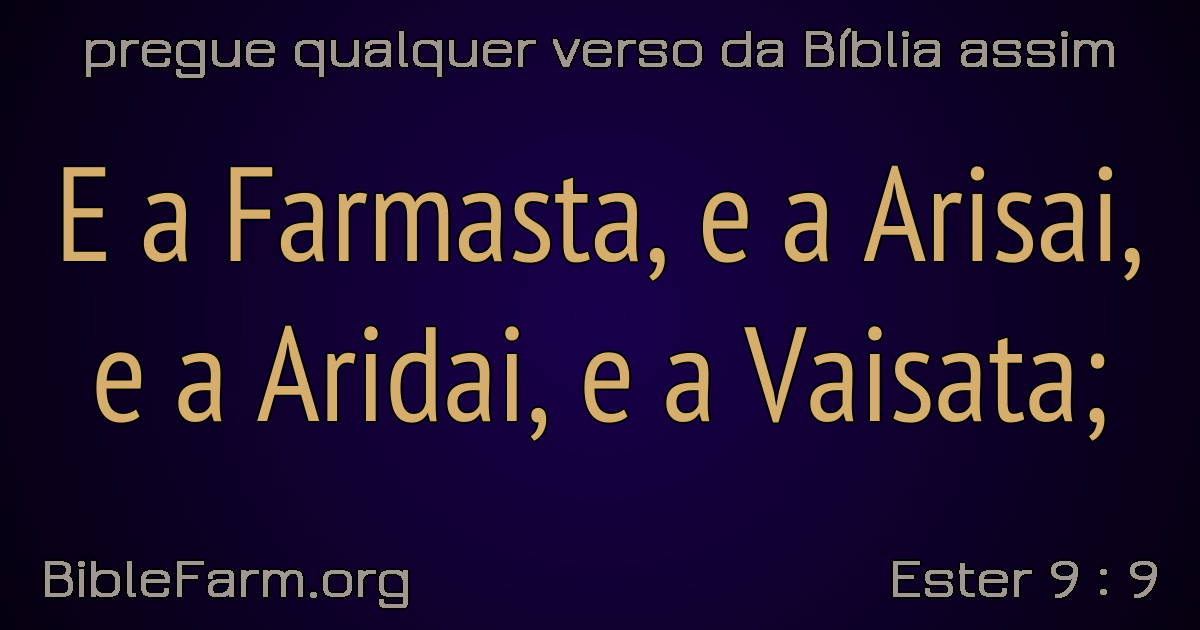 pregue qualquer verso da Bíblia assim
E a Farmasta, e a Arisai,
e a Aridai, e a Vaisata;
BibleFarm.org
Ester 9 : 9